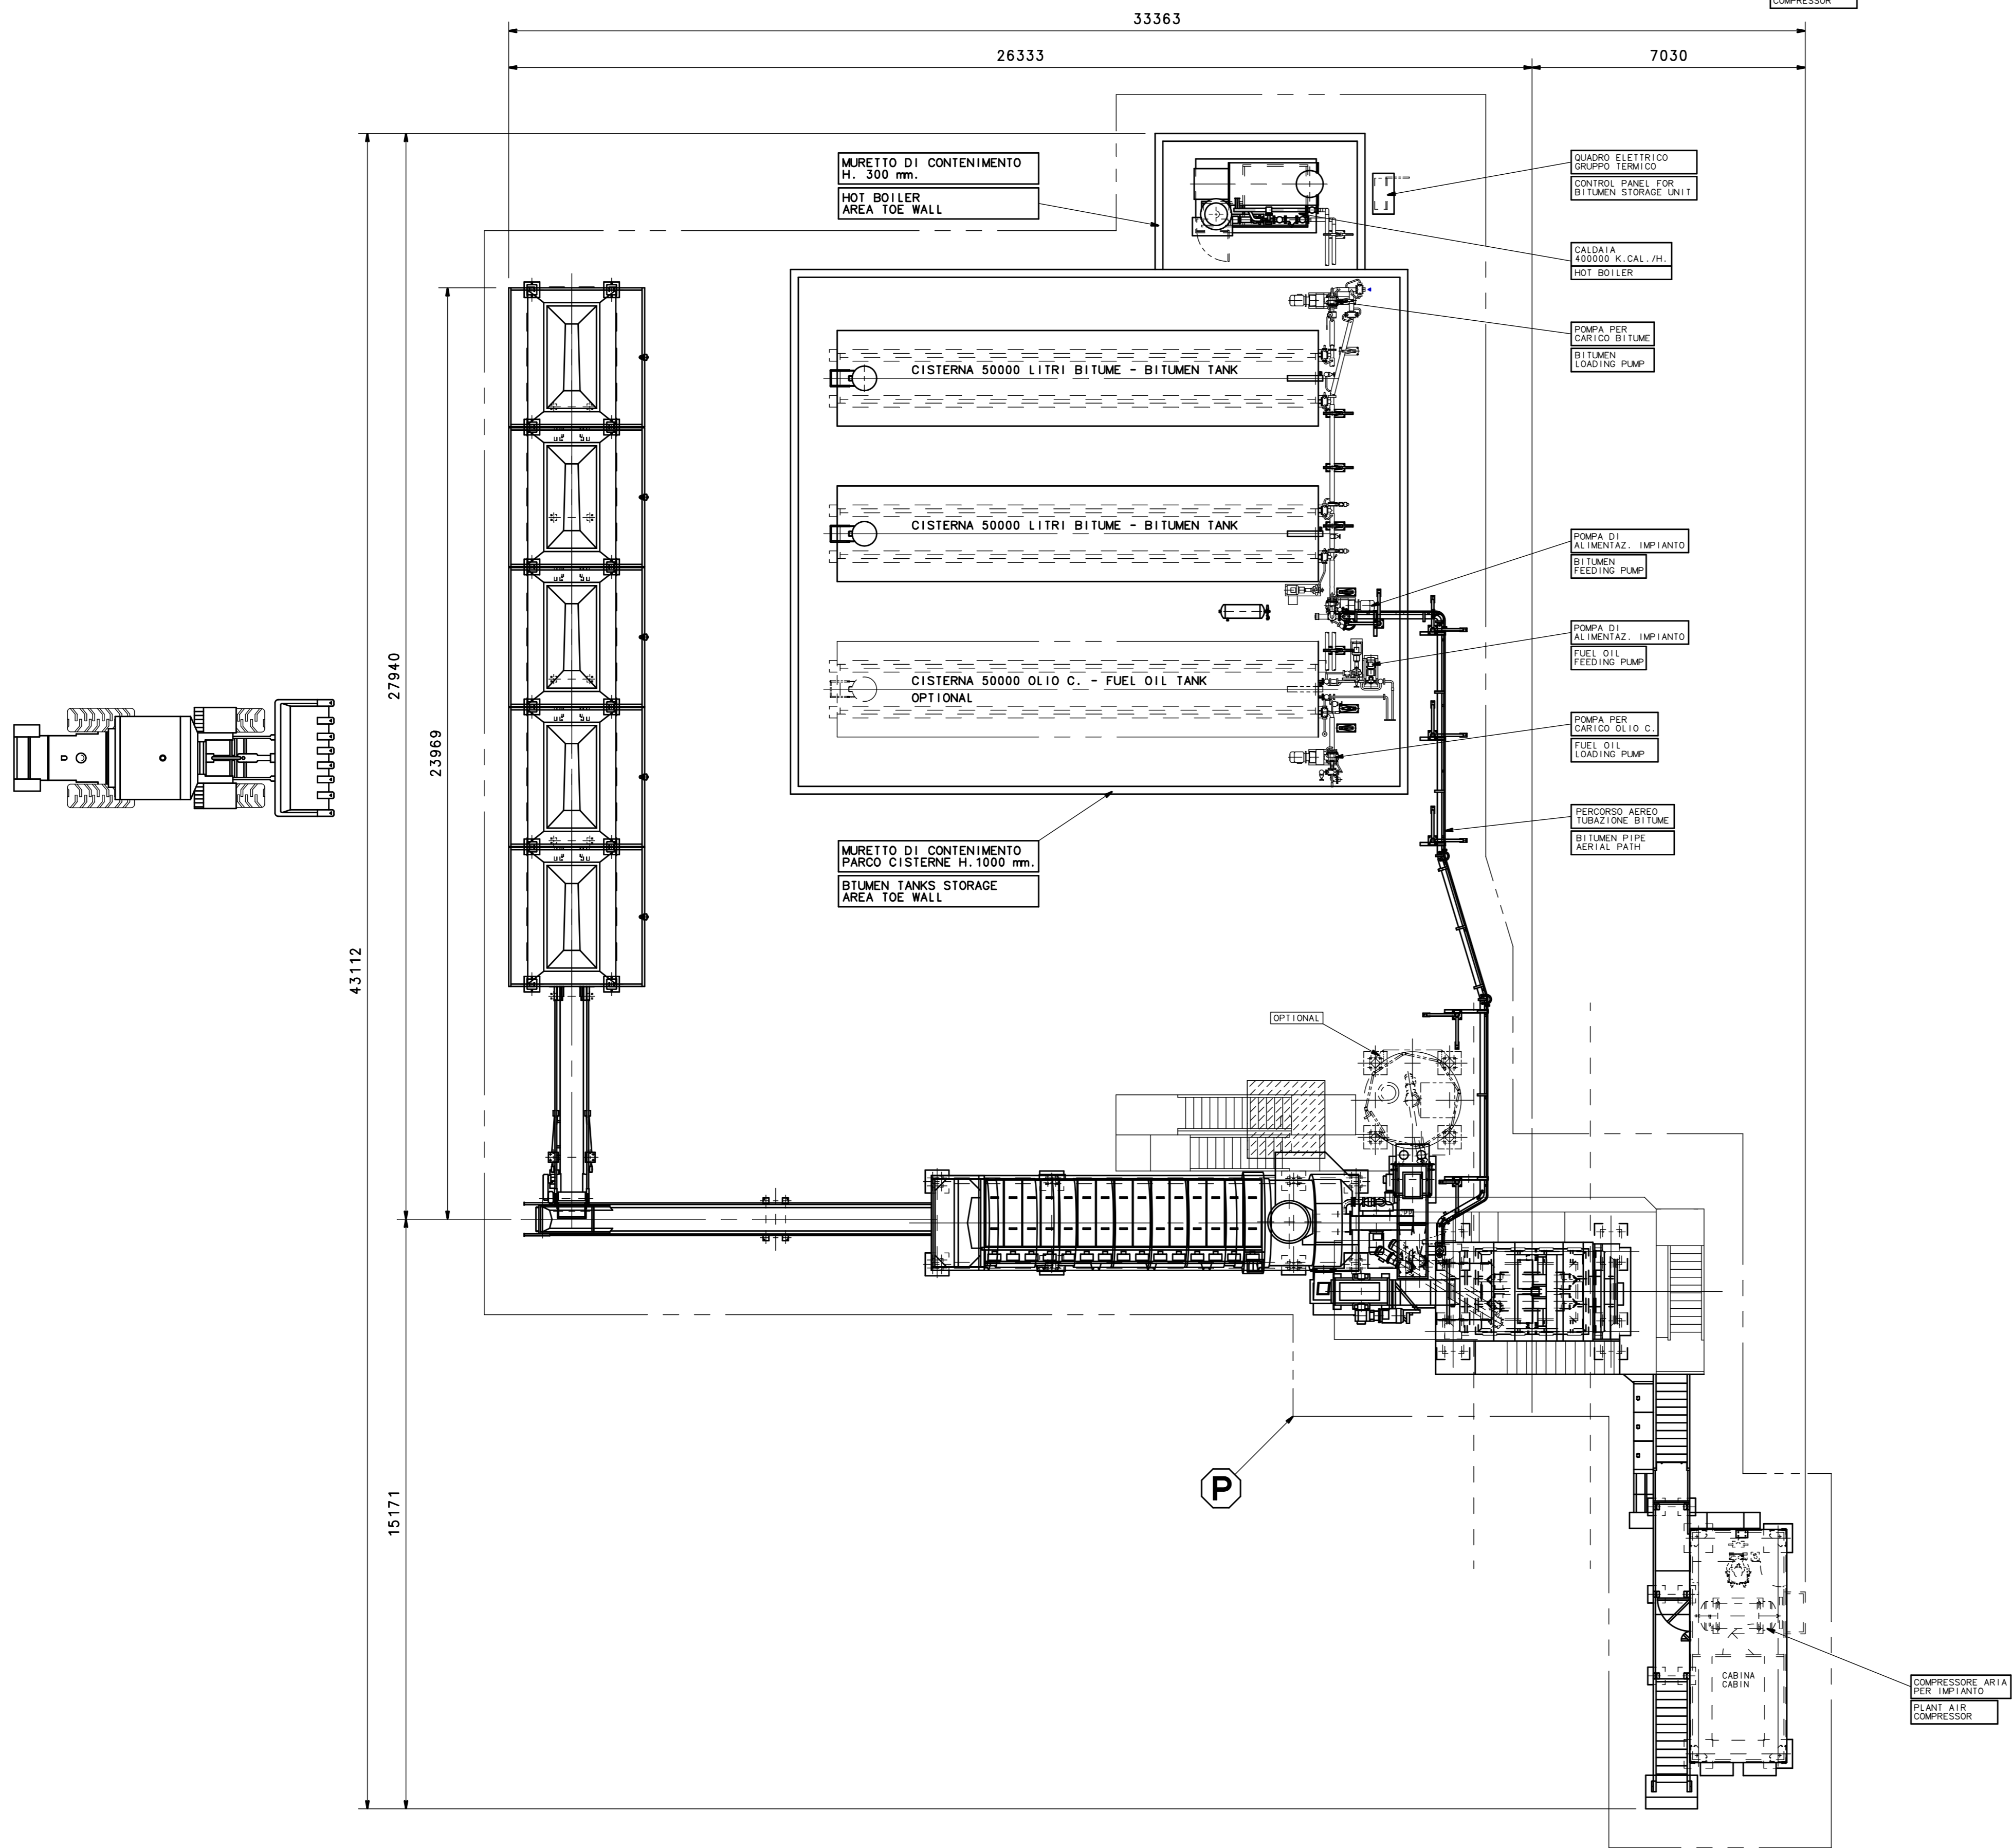 COMPRESSOR
33363
26333
7030
MURETTO DI CONTENIMENTO
H. 300 mm.
HOT BOILER
AREA TOE WALL
QUADRO ELETTRICO
GRUPPO TERMICO
CONTROL PANEL FOR
BITUMEN STORAGE UNIT
CALDAIA
400000 K.CAL./H.
HOT BOILER
POMPA PER
CARICO BITUME
BITUMEN
LOADING PUMP
CISTERNA 50000 LITRI BITUME - BITUMEN TANK
CISTERNA 50000 LITRI BITUME - BITUMEN TANK
POMPA DI
ALIMENTAZ. IMPIANTO
BITUMEN
FEEDING PUMP
POMPA DI
ALIMENTAZ. IMPIANTO
FUEL OIL
FEEDING PUMP
CISTERNA 50000 OLIO C. - FUEL OIL TANK
OPTIONAL
POMPA PER
CARICO OLIO C.
FUEL OIL
LOADING PUMP
27940
23969
PERCORSO AEREO
TUBAZIONE BITUME
BITUMEN PIPE
AERIAL PATH
MURETTO DI CONTENIMENTO
PARCO CISTERNE H.1000 mm.
BTUMEN TANKS STORAGE
AREA TOE WALL
43112
OPTIONAL
15171
P
CABINA
CABIN
COMPRESSORE ARIA
PER IMPIANTO
PLANT AIR
COMPRESSOR